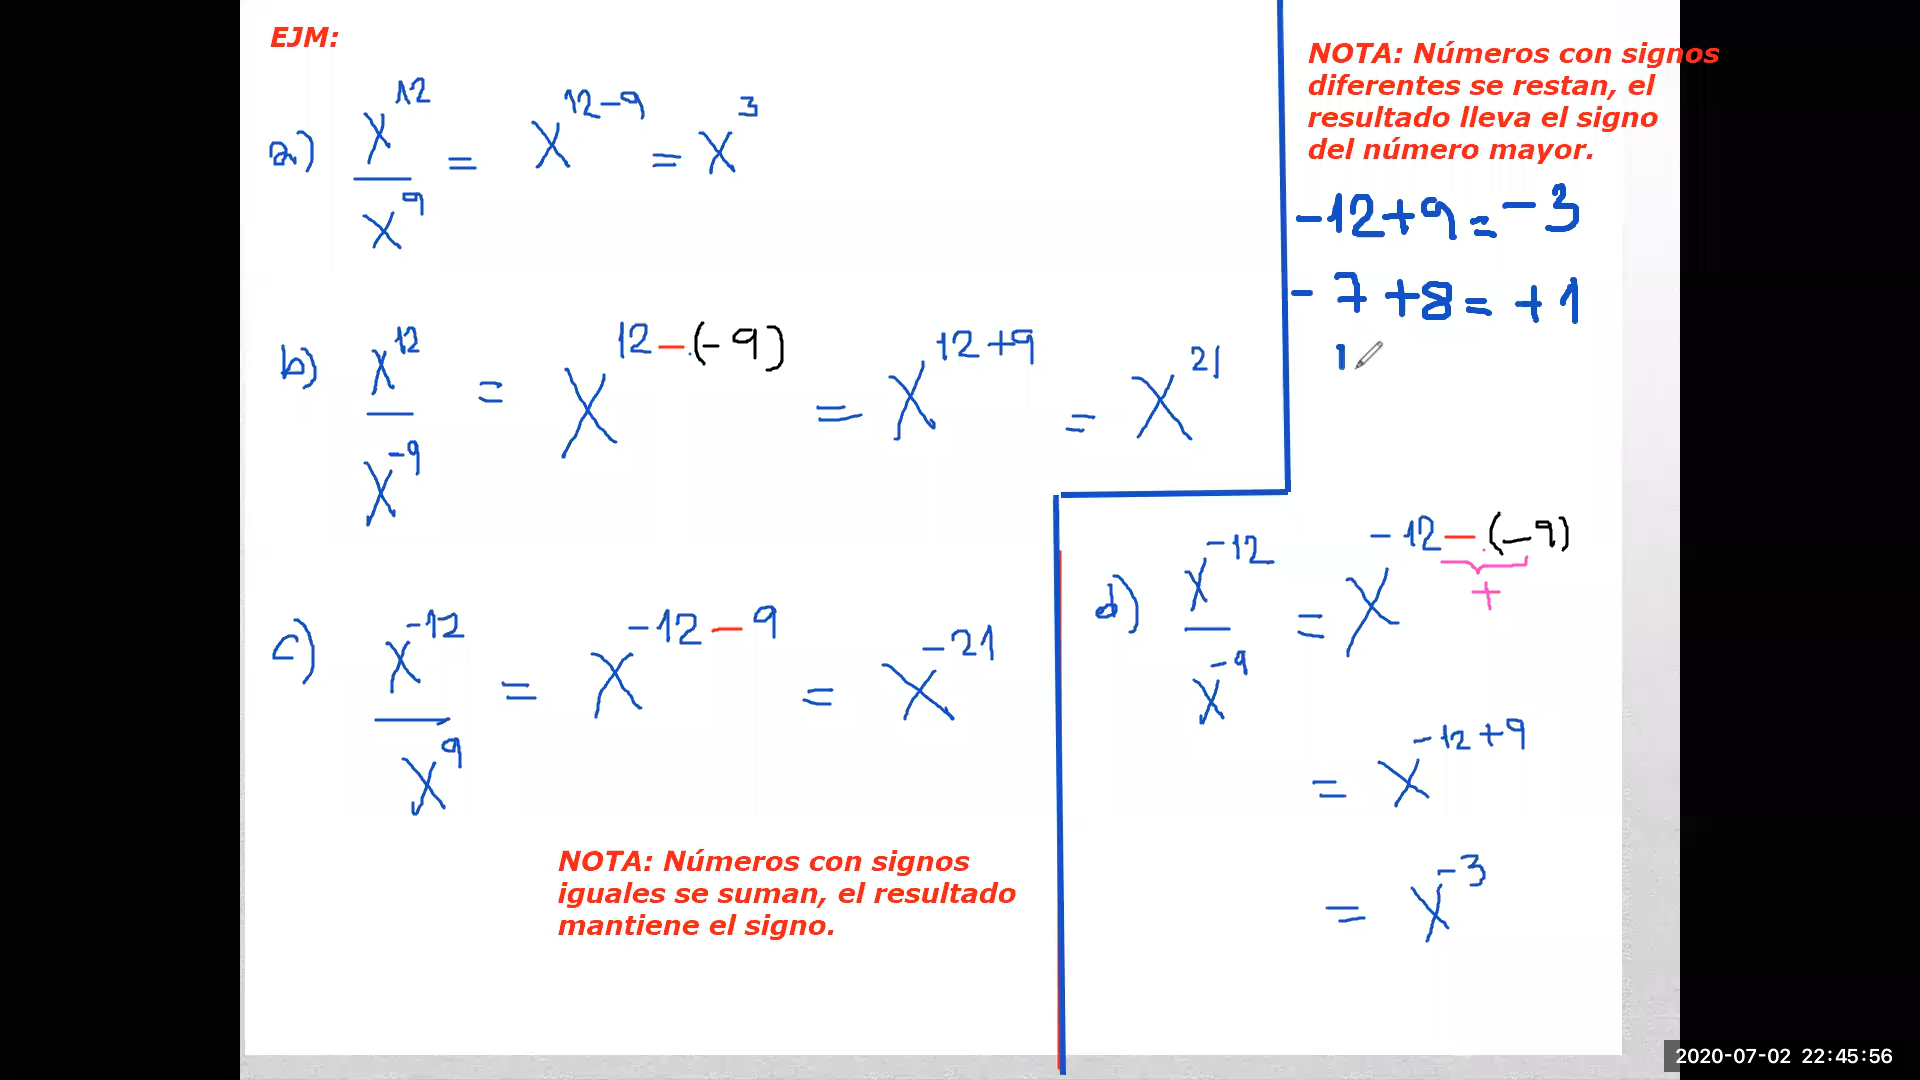 EJM:
a) x^12 / x^9 = x^12-9 = x^3
b) x^12 / x^-9 = x^12-(-9) = x^12+9 = x^21
c) x^-12 / x^9 = x^-12-9 = x^-21
NOTA: Números con signos
iguales se suman, el resultado
mantiene el signo.
NOTA: Números con signos
diferentes se restan, el
resultado lleva el signo
del número mayor.
-12+9=-3
-7+8=+1
1
d) x^-12 / x^-9 = x^-12-(-9)
+
= x^-12+9
= x^-3
2020-07-02 22:45:56